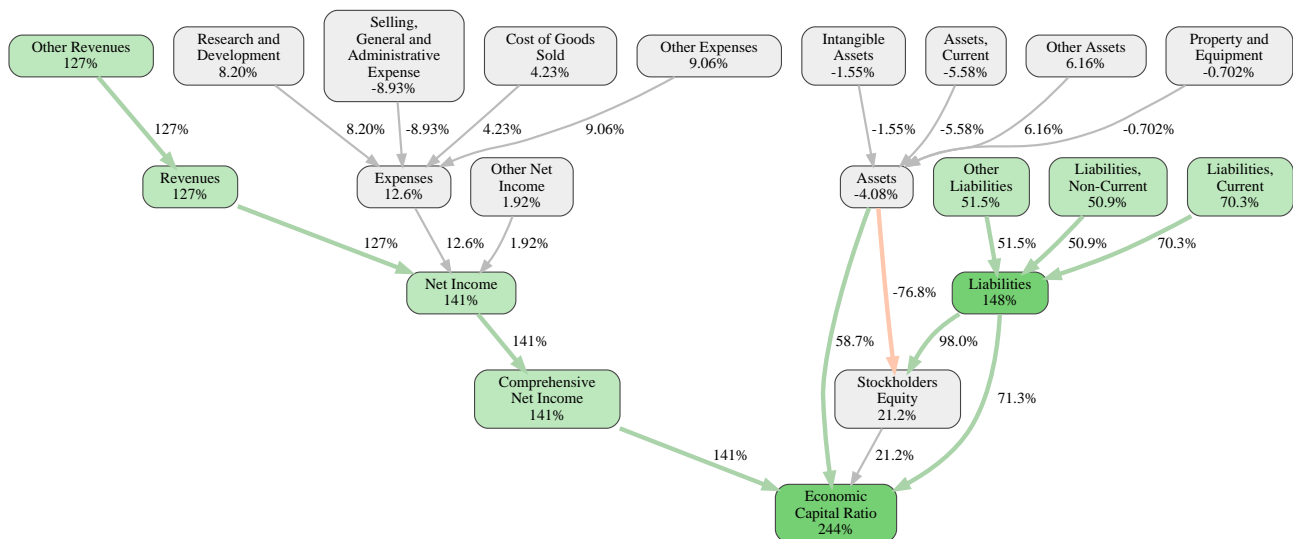 Other Revenues
127%
Research and
Development
8.20%
Selling,
General and
Administrative
Expense
-8.93%
Cost of Goods
Sold
4.23%
Other Expenses
9.06%
Intangible
Assets
-1.55%
Assets,
Current
-5.58%
Other Assets
6.16%
Property and
Equipment
-0.702%
127%
8.20%
-8.93%
4.23%
9.06%
-1.55%
-5.58%
6.16%
-0.702%
Revenues
127%
Expenses
12.6%
Other Net
Income
1.92%
Assets
-4.08%
Other
Liabilities
51.5%
Liabilities,
Non-Current
50.9%
Liabilities,
Current
70.3%
127%
12.6%
1.92%
51.5%
50.9%
70.3%
Net Income
141%
-76.8%
Liabilities
148%
141%
58.7%
98.0%
Comprehensive
Net Income
141%
Stockholders
Equity
21.2%
71.3%
141%
21.2%
Economic
Capital Ratio
244%